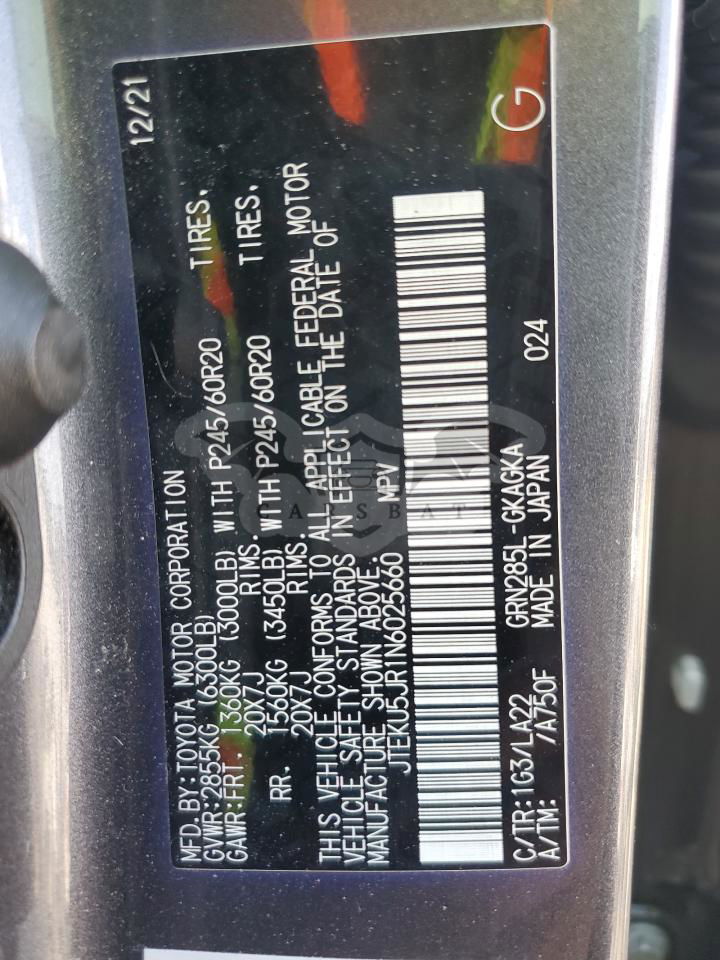 MFD. BY: TOYOTA MOTOR CORPORATION 12/21
GVWR: 2855KG (6300LB)
GAWR: FRT. 1360KG (3000LB) WITH P245/60R20 TIRES.
20X7J RIMS.
RR. 1560KG (3450LB) WITH P245/60R20 TIRES.
20X7J RIMS.
THIS VEHICLE CONFORMS TO ALL APPLICABLE FEDERAL MOTOR
VEHICLE SAFETY STANDARDS IN EFFECT ON THE DATE OF
MANUFACTURE SHOWN ABOVE.
JTEKU5JR1N6025660 MPV
C/TR: 1G3/LA22 GRN285L-GKAGKA 024
A/TM: /A750F MADE IN JAPAN
G
CARSBAT